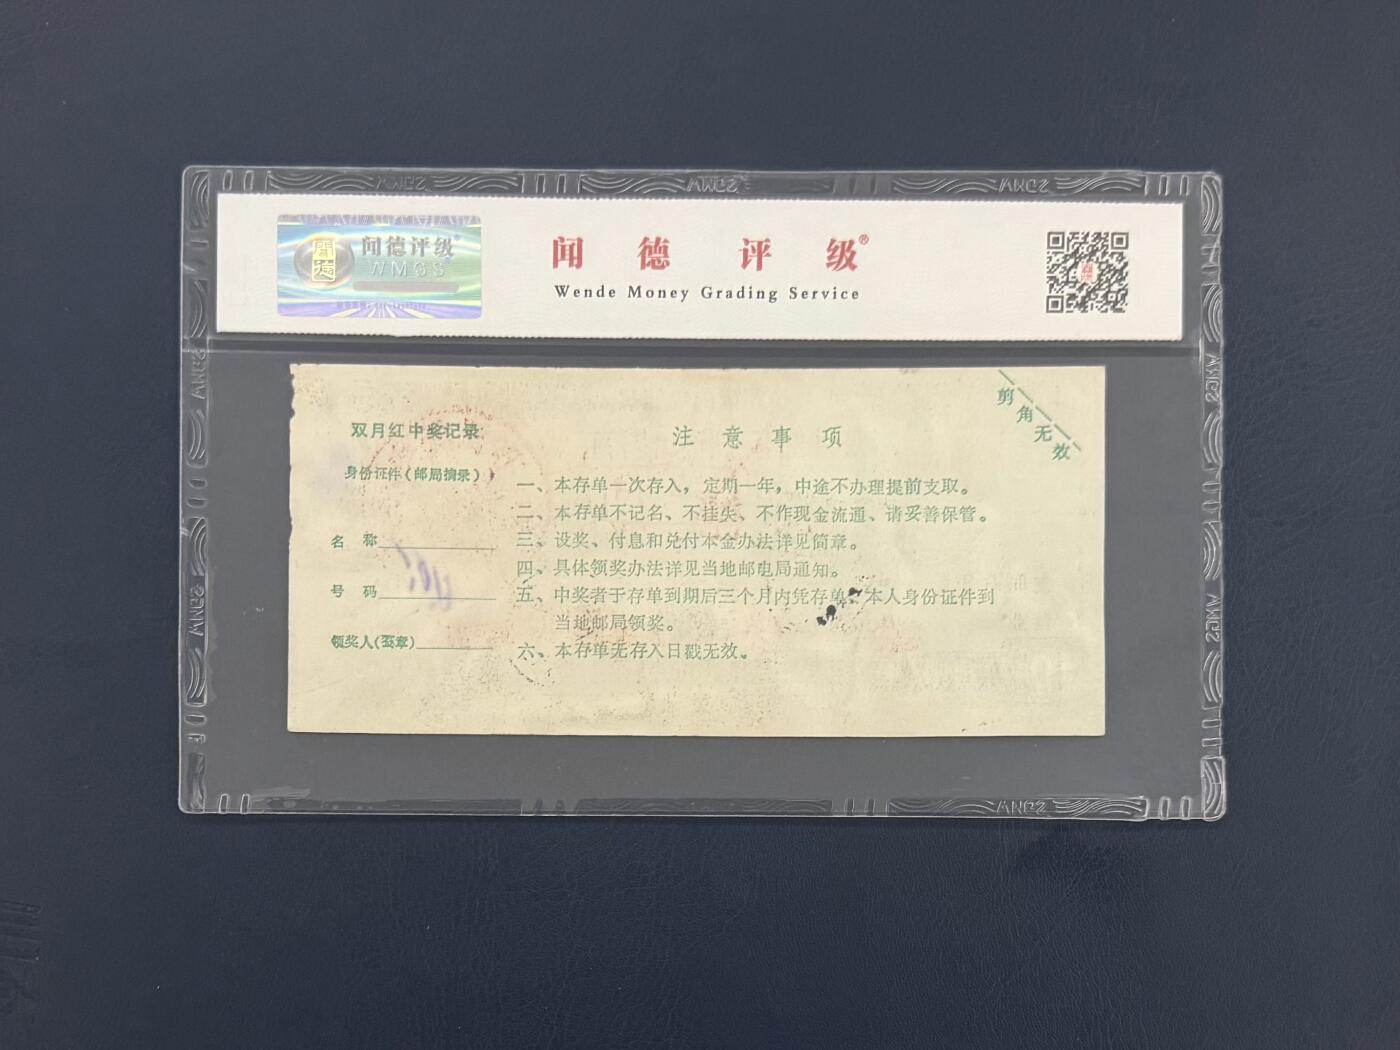 闻德评级
WMGS
闻德评级®
Wende Money Grading Service
双月红中奖记录
身份证件(邮局摘录)
名 称
号 码
领奖人(签章)
剪角无效
注意事项
一、本存单一次存入,定期一年,中途不办理提前支取。
二、本存单不记名、不挂失、不作现金流通、请妥善保管。
三、设奖、付息和兑付本金办法详见简章。
四、具体领奖办法详见当地邮电局通知。
五、中奖者于存单到期后三个月内凭存单、本人身份证件到
当地邮局领奖。
六、本存单无存入日戳无效。